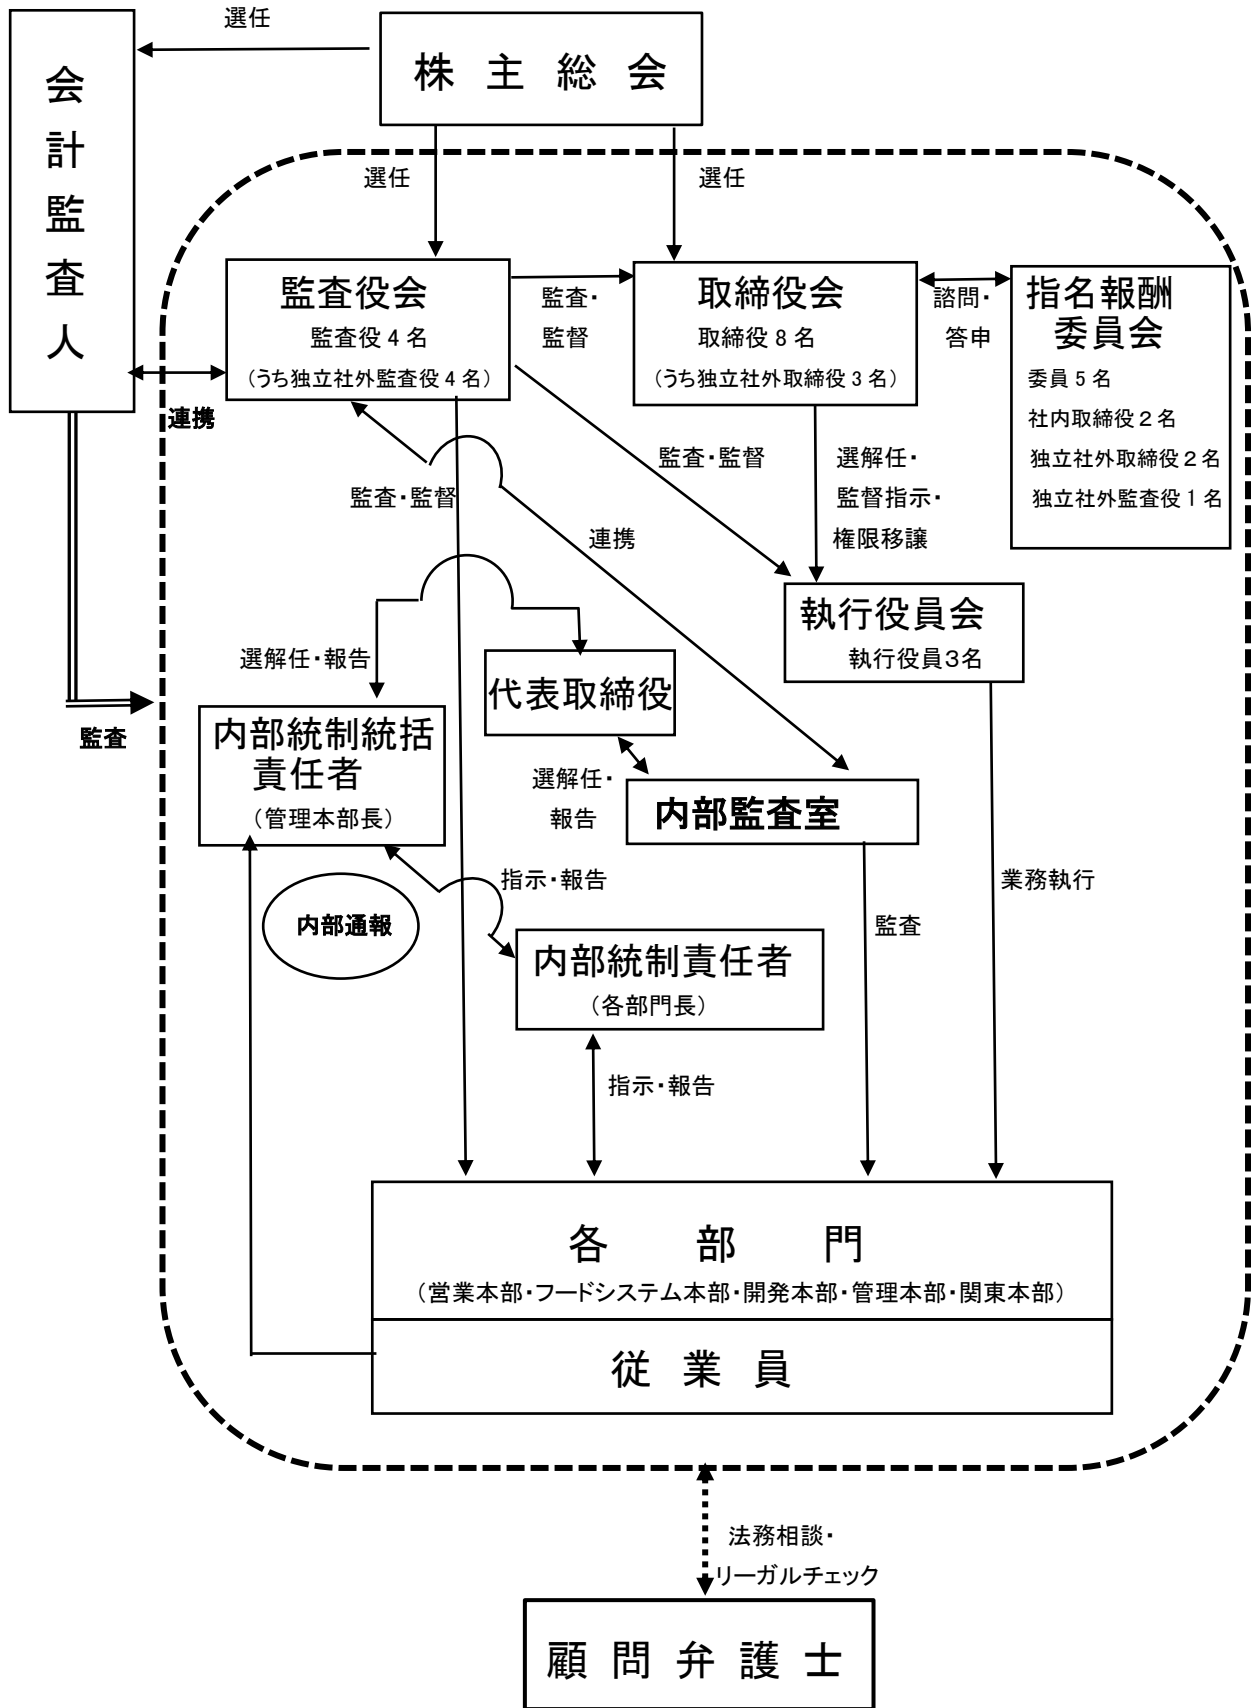 選任
株主総会
会計監査人
選任
選任
監査役会
監査役4名
(うち独立社外監査役4名)
監査・
監督
取締役会
取締役8名
(うち独立社外取締役3名)
諮問・
答申
指名報酬
委員会
委員5名
社内取締役2名
独立社外取締役2名
独立社外監査役1名
連携
監査・監督
監査・監督
選解任・
監督指示・
権限移譲
連携
執行役員会
執行役員3名
選解任・報告
代表取締役
監査
内部統制統括
責任者
(管理本部長)
選解任・
報告
内部監査室
指示・報告
業務執行
内部通報
監査
内部統制責任者
(各部門長)
指示・報告
各部門
(営業本部・フードシステム本部・開発本部・管理本部・関東本部)
従業員
法務相談・
リーガルチェック
顧問弁護士